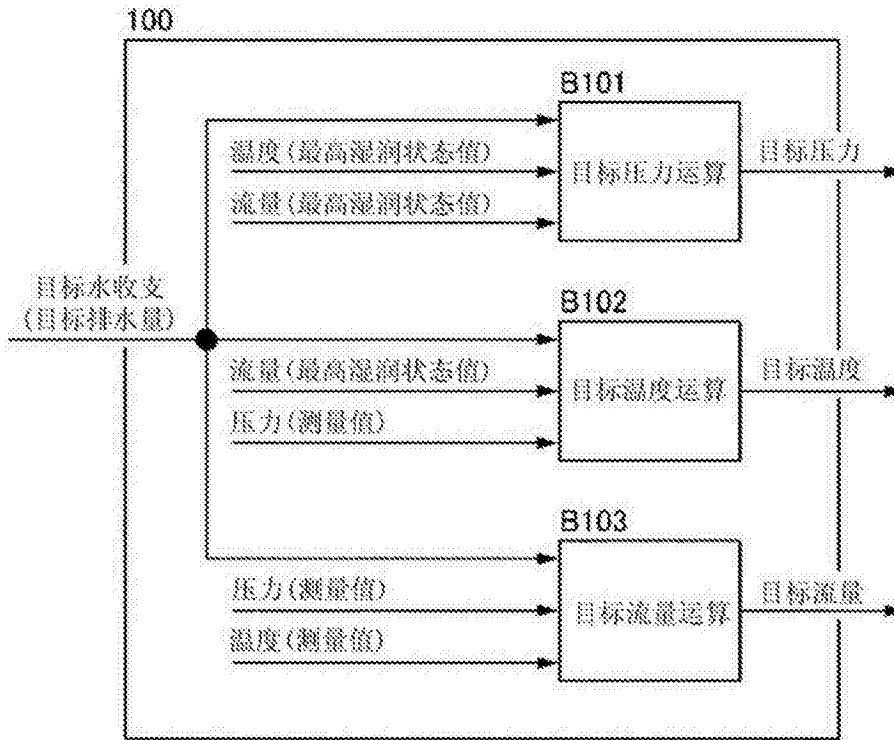 100
B101
温度(最高湿润状态值)
流量(最高湿润状态值)
目标压力运算
目标压力
目标水收支
(目标排水量)
B102
流量(最高湿润状态值)
压力(测量值)
目标温度运算
目标温度
B103
压力(测量值)
温度(测量值)
目标流量运算
目标流量